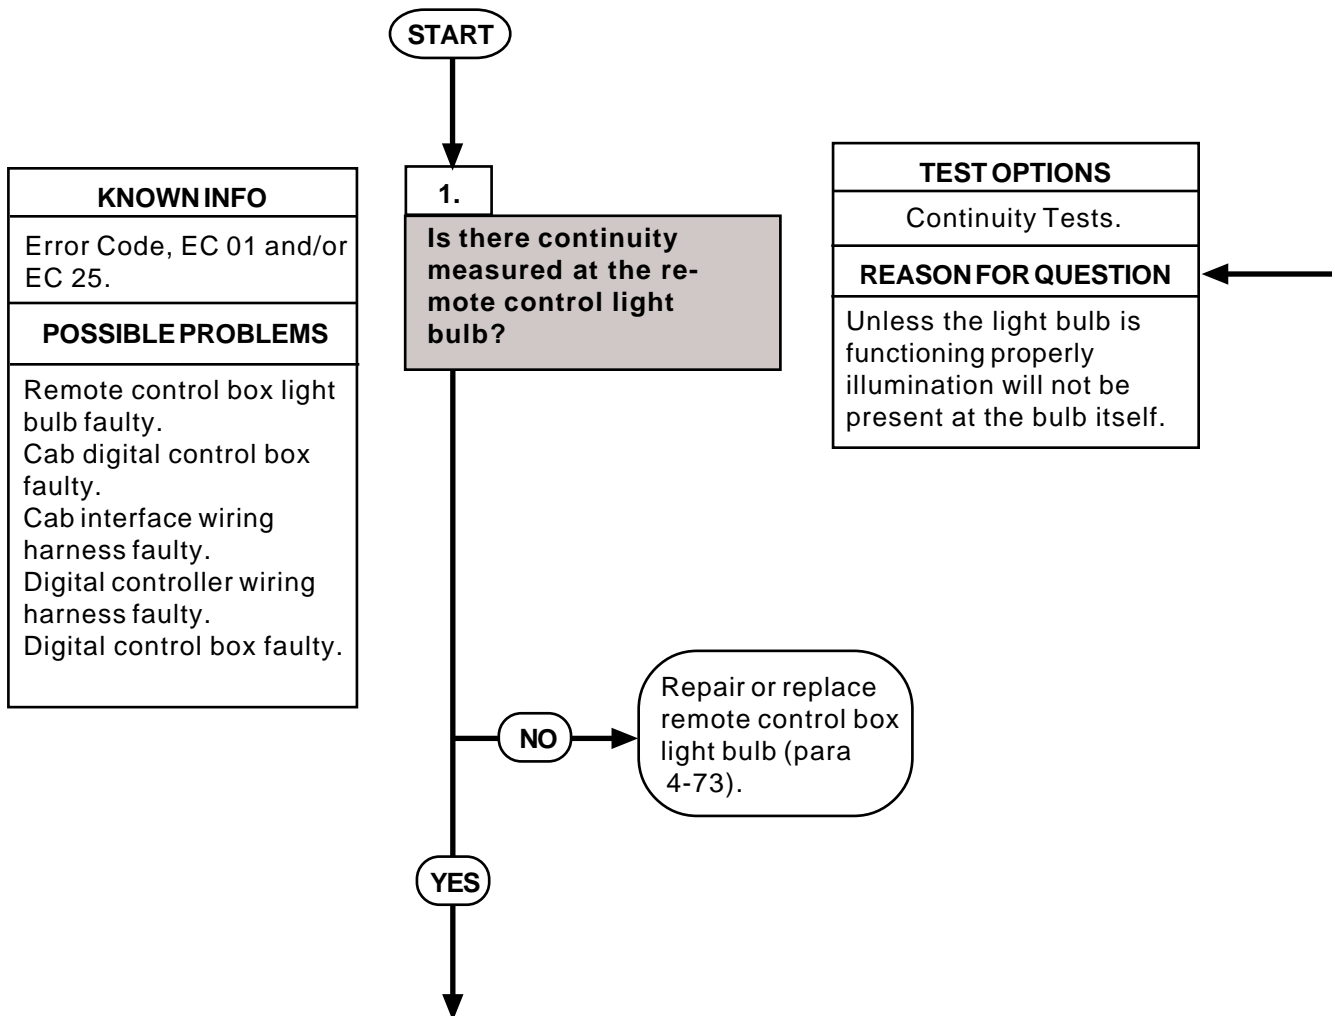 START
KNOWN INFO
Error Code, EC 01 and/or
EC 25.
POSSIBLE PROBLEMS
Remote control box light
bulb faulty.
Cab digital control box
faulty.
Cab interface wiring
harness faulty.
Digital controller wiring
harness faulty.
Digital control box faulty.
1.
Is there continuity
measured at the re-
mote control light
bulb?
TEST OPTIONS
Continuity Tests.
REASON FOR QUESTION
Unless the light bulb is
functioning properly
illumination will not be
present at the bulb itself.
NO
Repair or replace
remote control box
light bulb (para
4-73).
YES